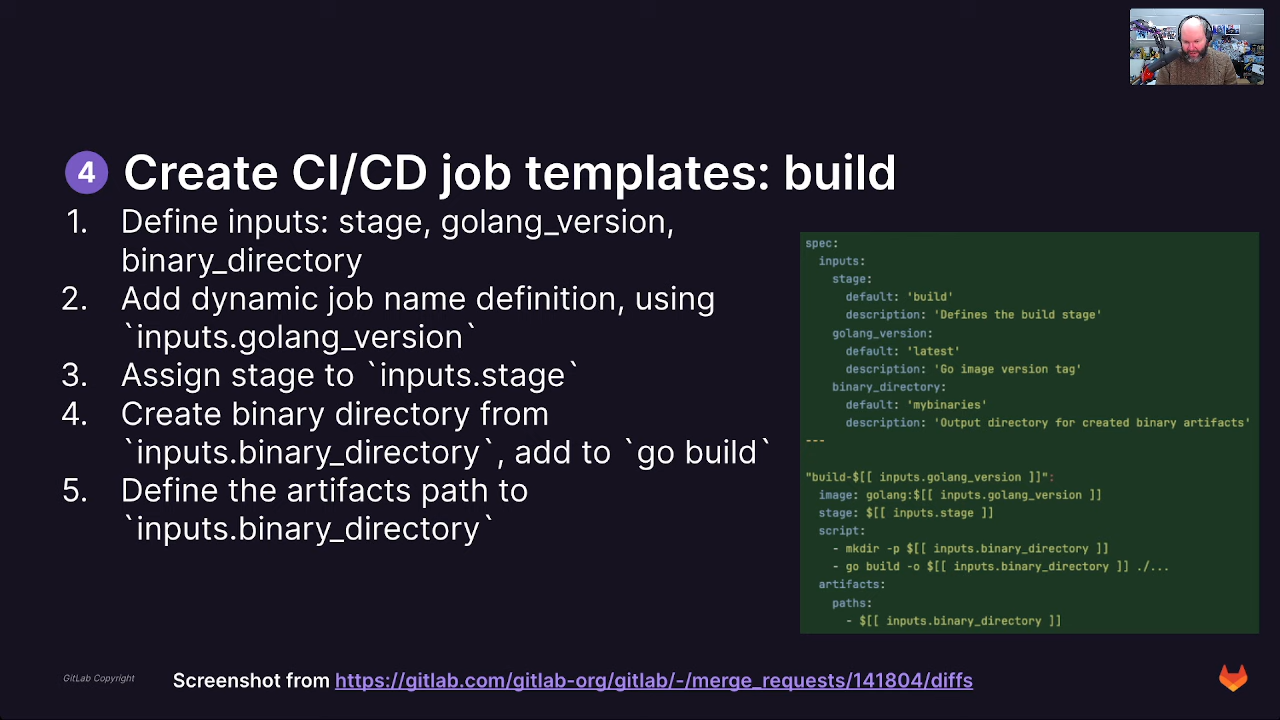 4 Create CI/CD job templates: build
1. Define inputs: stage, golang_version,
binary_directory
2. Add dynamic job name definition, using
`inputs.golang_version`
3. Assign stage to `inputs.stage`
4. Create binary directory from
`inputs.binary_directory`, add to `go build`
5. Define the artifacts path to
`inputs.binary_directory`
spec:
  inputs:
    stage:
      default: 'build'
      description: 'Defines the build stage'
    golang_version:
      default: 'latest'
      description: 'Go image version tag'
    binary_directory:
      default: 'mybinaries'
      description: 'Output directory for created binary artifacts'
---
"build-$[[ inputs.golang_version ]]":
  image: golang:$[[ inputs.golang_version ]]
  stage: $[[ inputs.stage ]]
  script:
    - mkdir -p $[[ inputs.binary_directory ]]
    - go build -o $[[ inputs.binary_directory ]] ./...
  artifacts:
    paths:
      - $[[ inputs.binary_directory ]]
GitLab Copyright
Screenshot from https://gitlab.com/gitlab-org/gitlab/-/merge_requests/141804/diffs